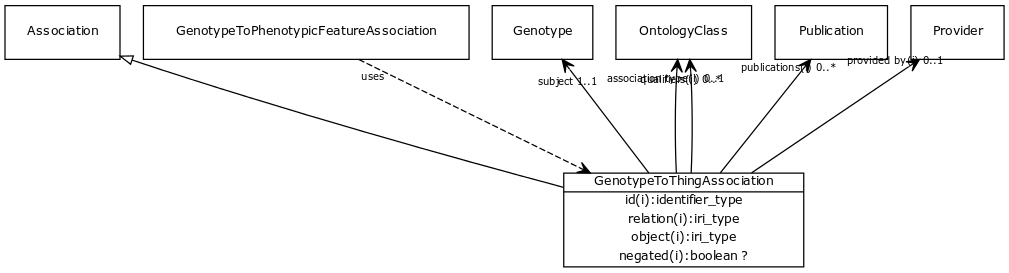 Association
GenotypeToPhenotypicFeatureAssociation
Genotype
OntologyClass
Publication
Provider
uses
subject 1..1
association type(i) 0..1
qualifiers(i) 0..*
publications(i) 0..*
provided by(i) 0..1
GenotypeToThingAssociation
id(i):identifier_type
relation(i):iri_type
object(i):iri_type
negated(i):boolean ?